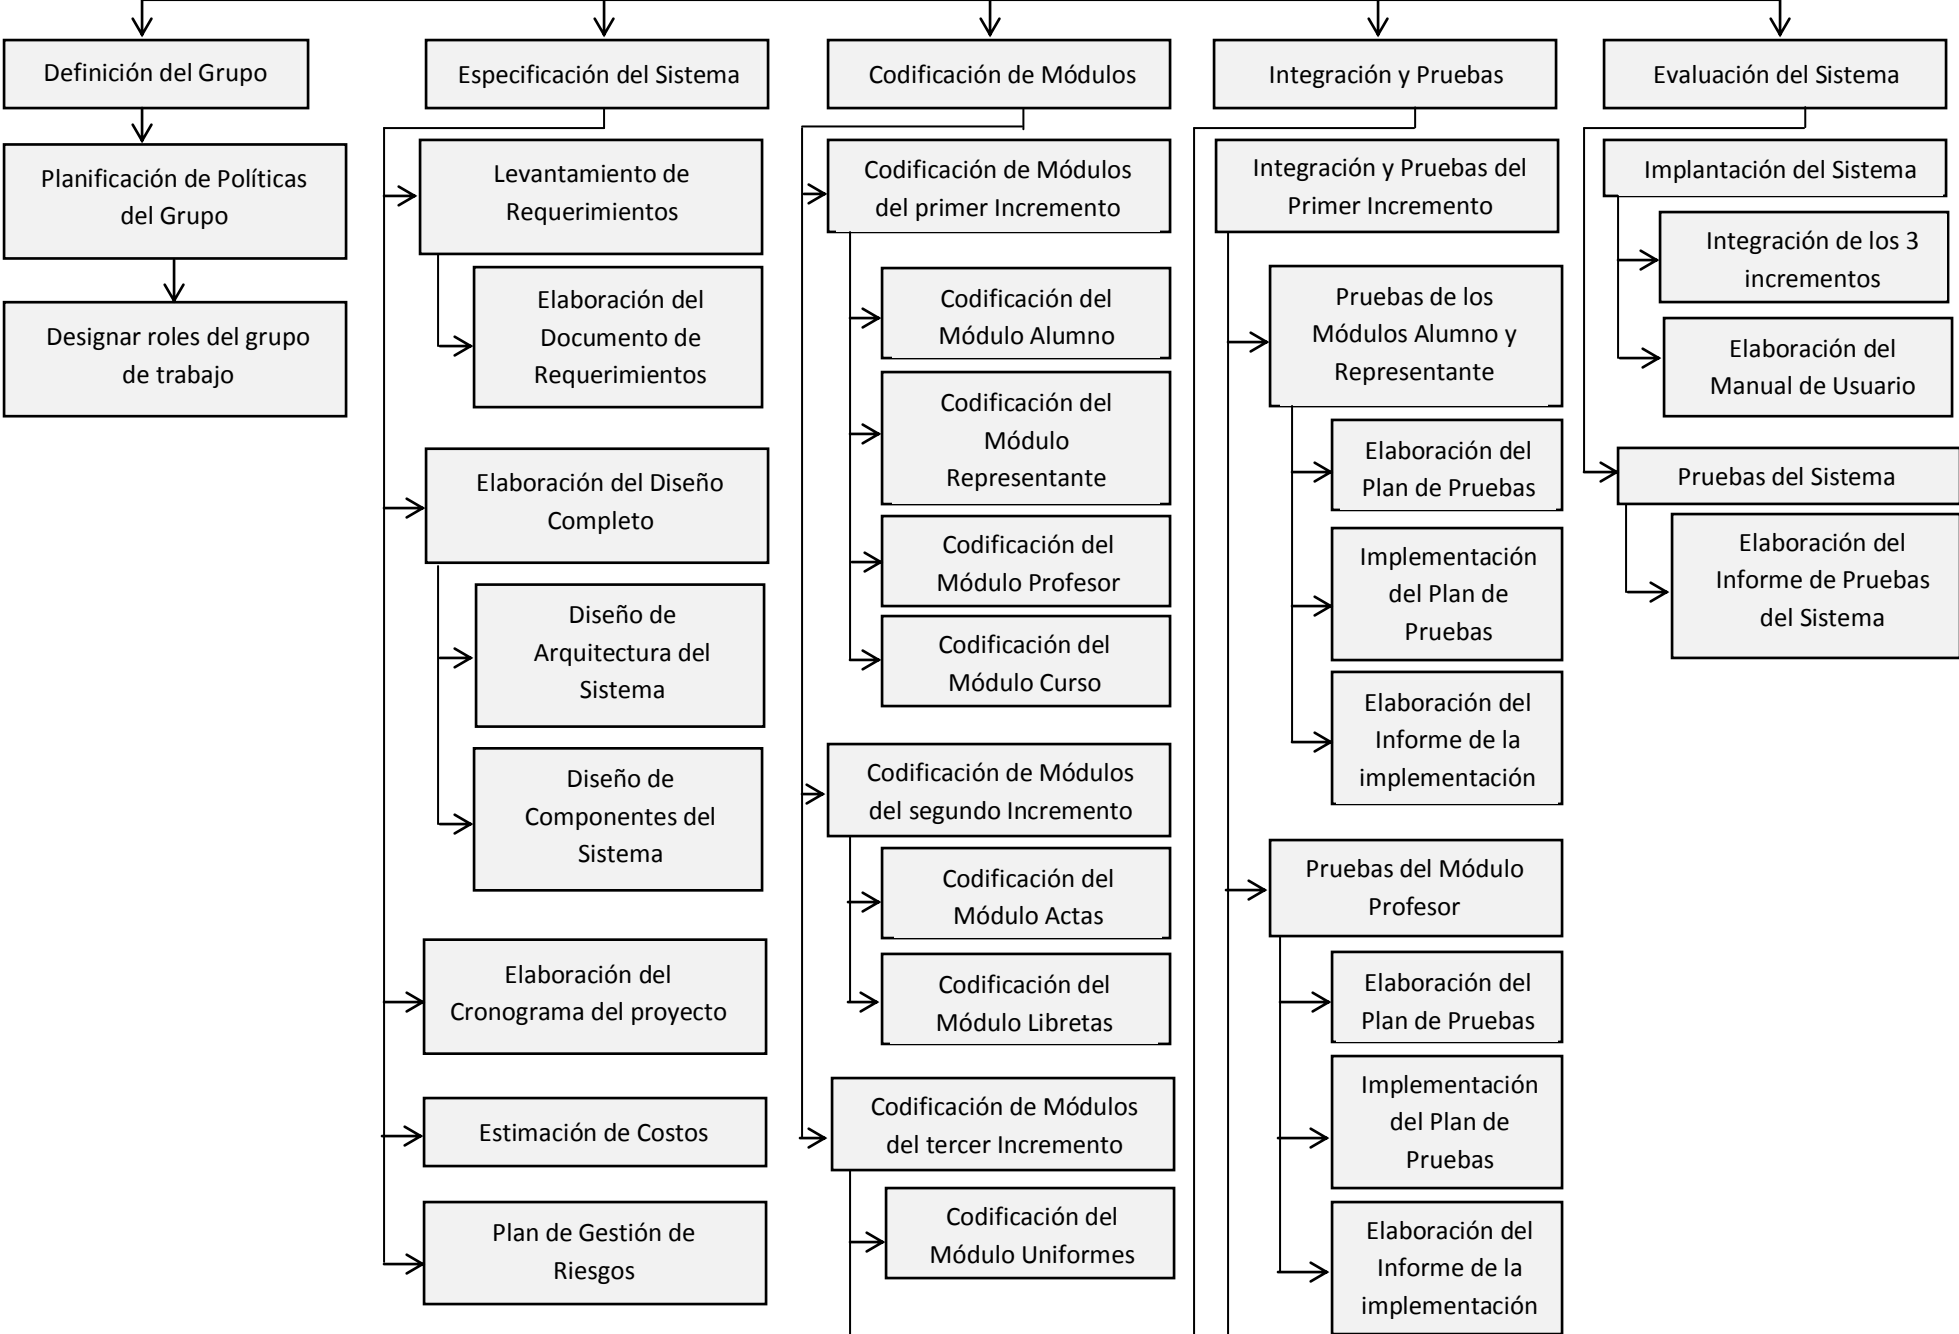 Definición del Grupo
Planificación de Políticas
del Grupo
Designar roles del grupo
de trabajo
Especificación del Sistema
Levantamiento de
Requerimientos
Elaboración del
Documento de
Requerimientos
Elaboración del Diseño
Completo
Diseño de
Arquitectura del
Sistema
Diseño de
Componentes del
Sistema
Elaboración del
Cronograma del proyecto
Estimación de Costos
Plan de Gestión de
Riesgos
Codificación de Módulos
Codificación de Módulos
del primer Incremento
Codificación del
Módulo Alumno
Codificación del
Módulo
Representante
Codificación del
Módulo Profesor
Codificación del
Módulo Curso
Codificación de Módulos
del segundo Incremento
Codificación del
Módulo Actas
Codificación del
Módulo Libretas
Codificación de Módulos
del tercer Incremento
Codificación del
Módulo Uniformes
Integración y Pruebas
Integración y Pruebas del
Primer Incremento
Pruebas de los
Módulos Alumno y
Representante
Elaboración del
Plan de Pruebas
Implementación
del Plan de
Pruebas
Elaboración del
Informe de la
implementación
Pruebas del Módulo
Profesor
Elaboración del
Plan de Pruebas
Implementación
del Plan de
Pruebas
Elaboración del
Informe de la
implementación
Evaluación del Sistema
Implantación del Sistema
Integración de los 3
incrementos
Elaboración del
Manual de Usuario
Pruebas del Sistema
Elaboración del
Informe de Pruebas
del Sistema